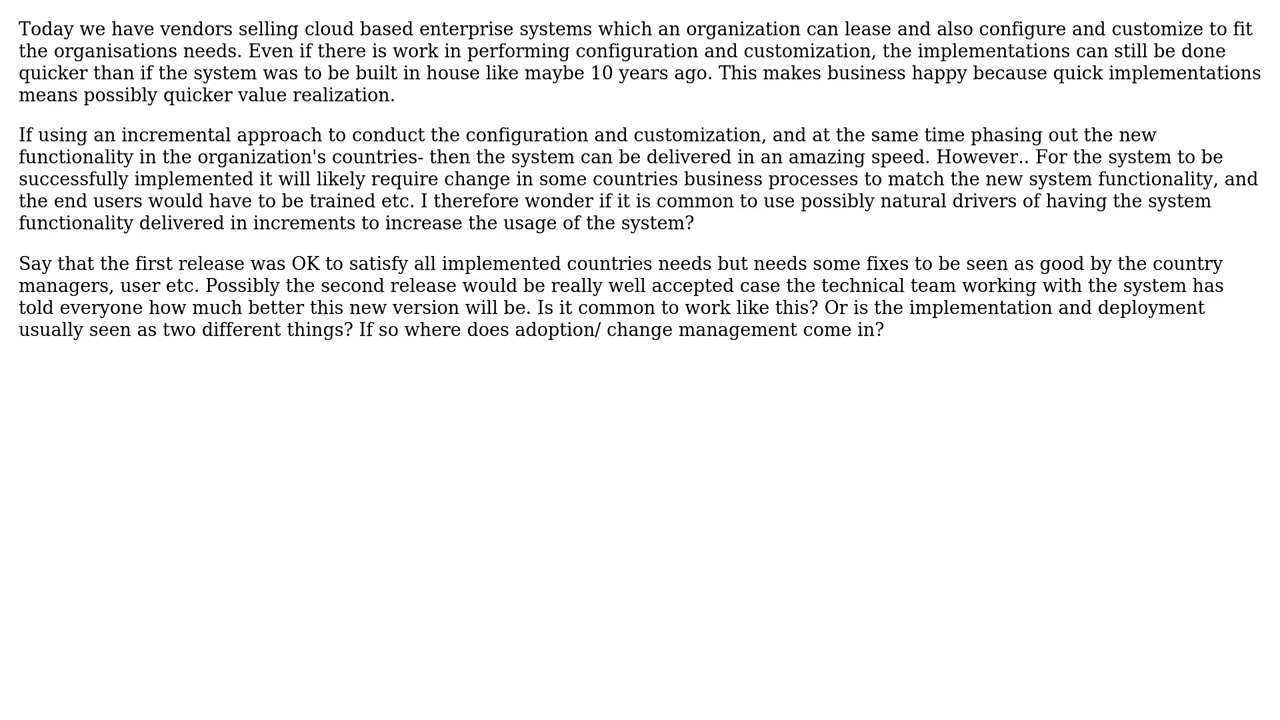 Today we have vendors selling cloud based enterprise systems which an organization can lease and also configure and customize to fit
the organisations needs. Even if there is work in performing configuration and customization, the implementations can still be done
quicker than if the system was to be built in house like maybe 10 years ago. This makes business happy because quick implementations
means possibly quicker value realization.
If using an incremental approach to conduct the configuration and customization, and at the same time phasing out the new
functionality in the organization's countries- then the system can be delivered in an amazing speed. However.. For the system to be
successfully implemented it will likely require change in some countries business processes to match the new system functionality, and
the end users would have to be trained etc. I therefore wonder if it is common to use possibly natural drivers of having the system
functionality delivered in increments to increase the usage of the system?
Say that the first release was OK to satisfy all implemented countries needs but needs some fixes to be seen as good by the country
managers, user etc. Possibly the second release would be really well accepted case the technical team working with the system has
told everyone how much better this new version will be. Is it common to work like this? Or is the implementation and deployment
usually seen as two different things? If so where does adoption/ change management come in?